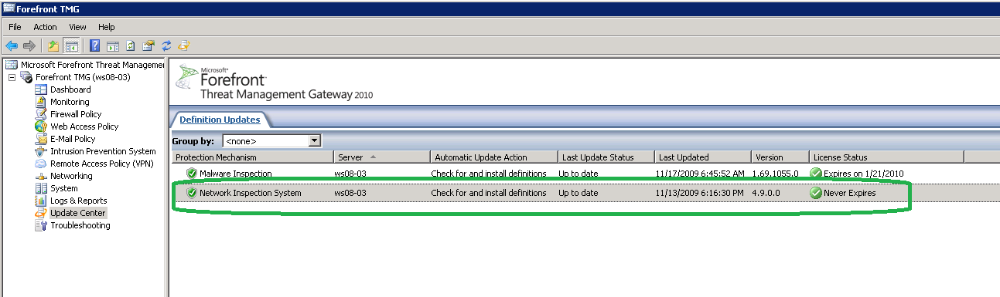 Forefront TMG
File Action View Help
Microsoft Forefront Threat Managemer
Forefront TMG (ws08-03)
Dashboard
Monitoring
Firewall Policy
Web Access Policy
E-Mail Policy
Intrusion Prevention System
Remote Access Policy (VPN)
Networking
System
Logs & Reports
Update Center
Troubleshooting
Microsoft®
Forefront™
Threat Management Gateway 2010
Definition Updates
Group by: <none>
Protection Mechanism Server Automatic Update Action Last Update Status Last Updated Version License Status
Malware Inspection ws08-03 Check for and install definitions Up to date 11/17/2009 6:45:52 AM 1.69.1055.0 Expires on 1/21/2010
Network Inspection System ws08-03 Check for and install definitions Up to date 11/13/2009 6:16:30 PM 4.9.0.0 Never Expires